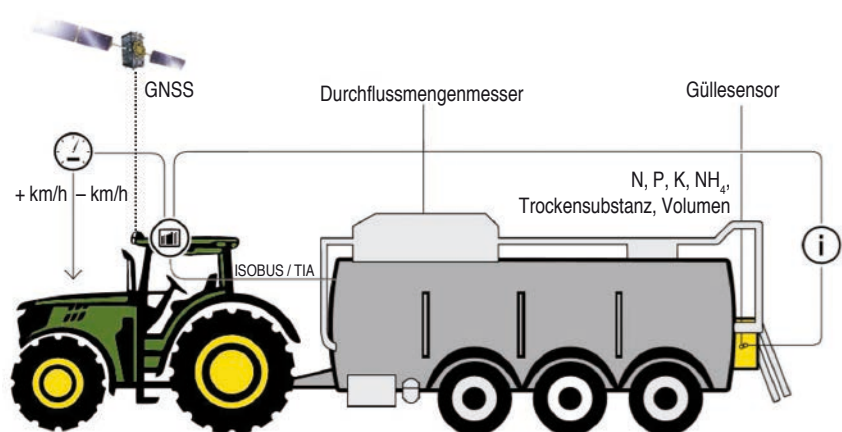 GNSS
Durchflussmengenmesser
Güllesensor
+ km/h – km/h
N, P, K, NH₄,
Trockensubstanz, Volumen
i
ISOBUS / TIA